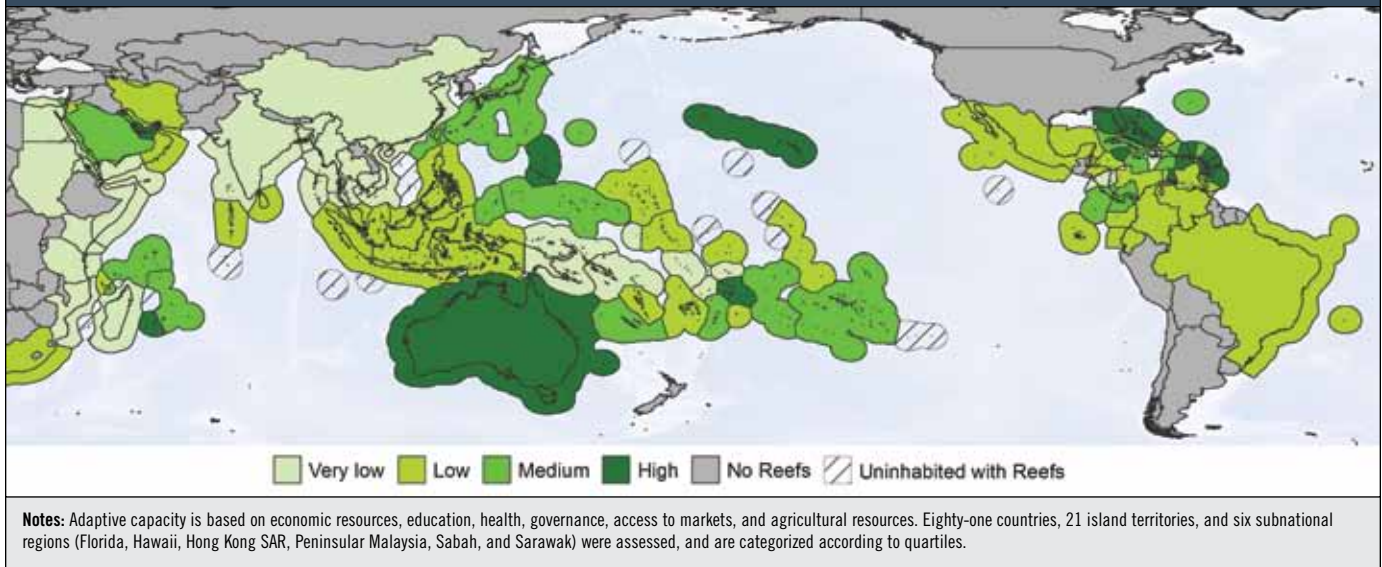 Very low Low Medium High No Reefs Uninhabited with Reefs
Notes: Adaptive capacity is based on economic resources, education, health, governance, access to markets, and agricultural resources. Eighty-one countries, 21 island territories, and six subnational
regions (Florida, Hawaii, Hong Kong SAR, Peninsular Malaysia, Sabah, and Sarawak) were assessed, and are categorized according to quartiles.